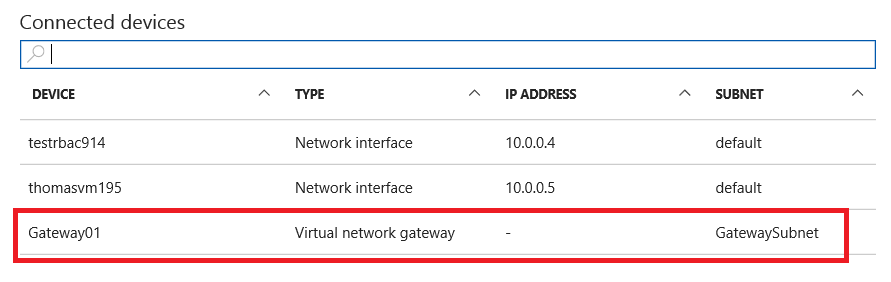 Connected devices
DEVICE TYPE IP ADDRESS SUBNET
testrbac914 Network interface 10.0.0.4 default
thomasvm195 Network interface 10.0.0.5 default
Gateway01 Virtual network gateway - GatewaySubnet